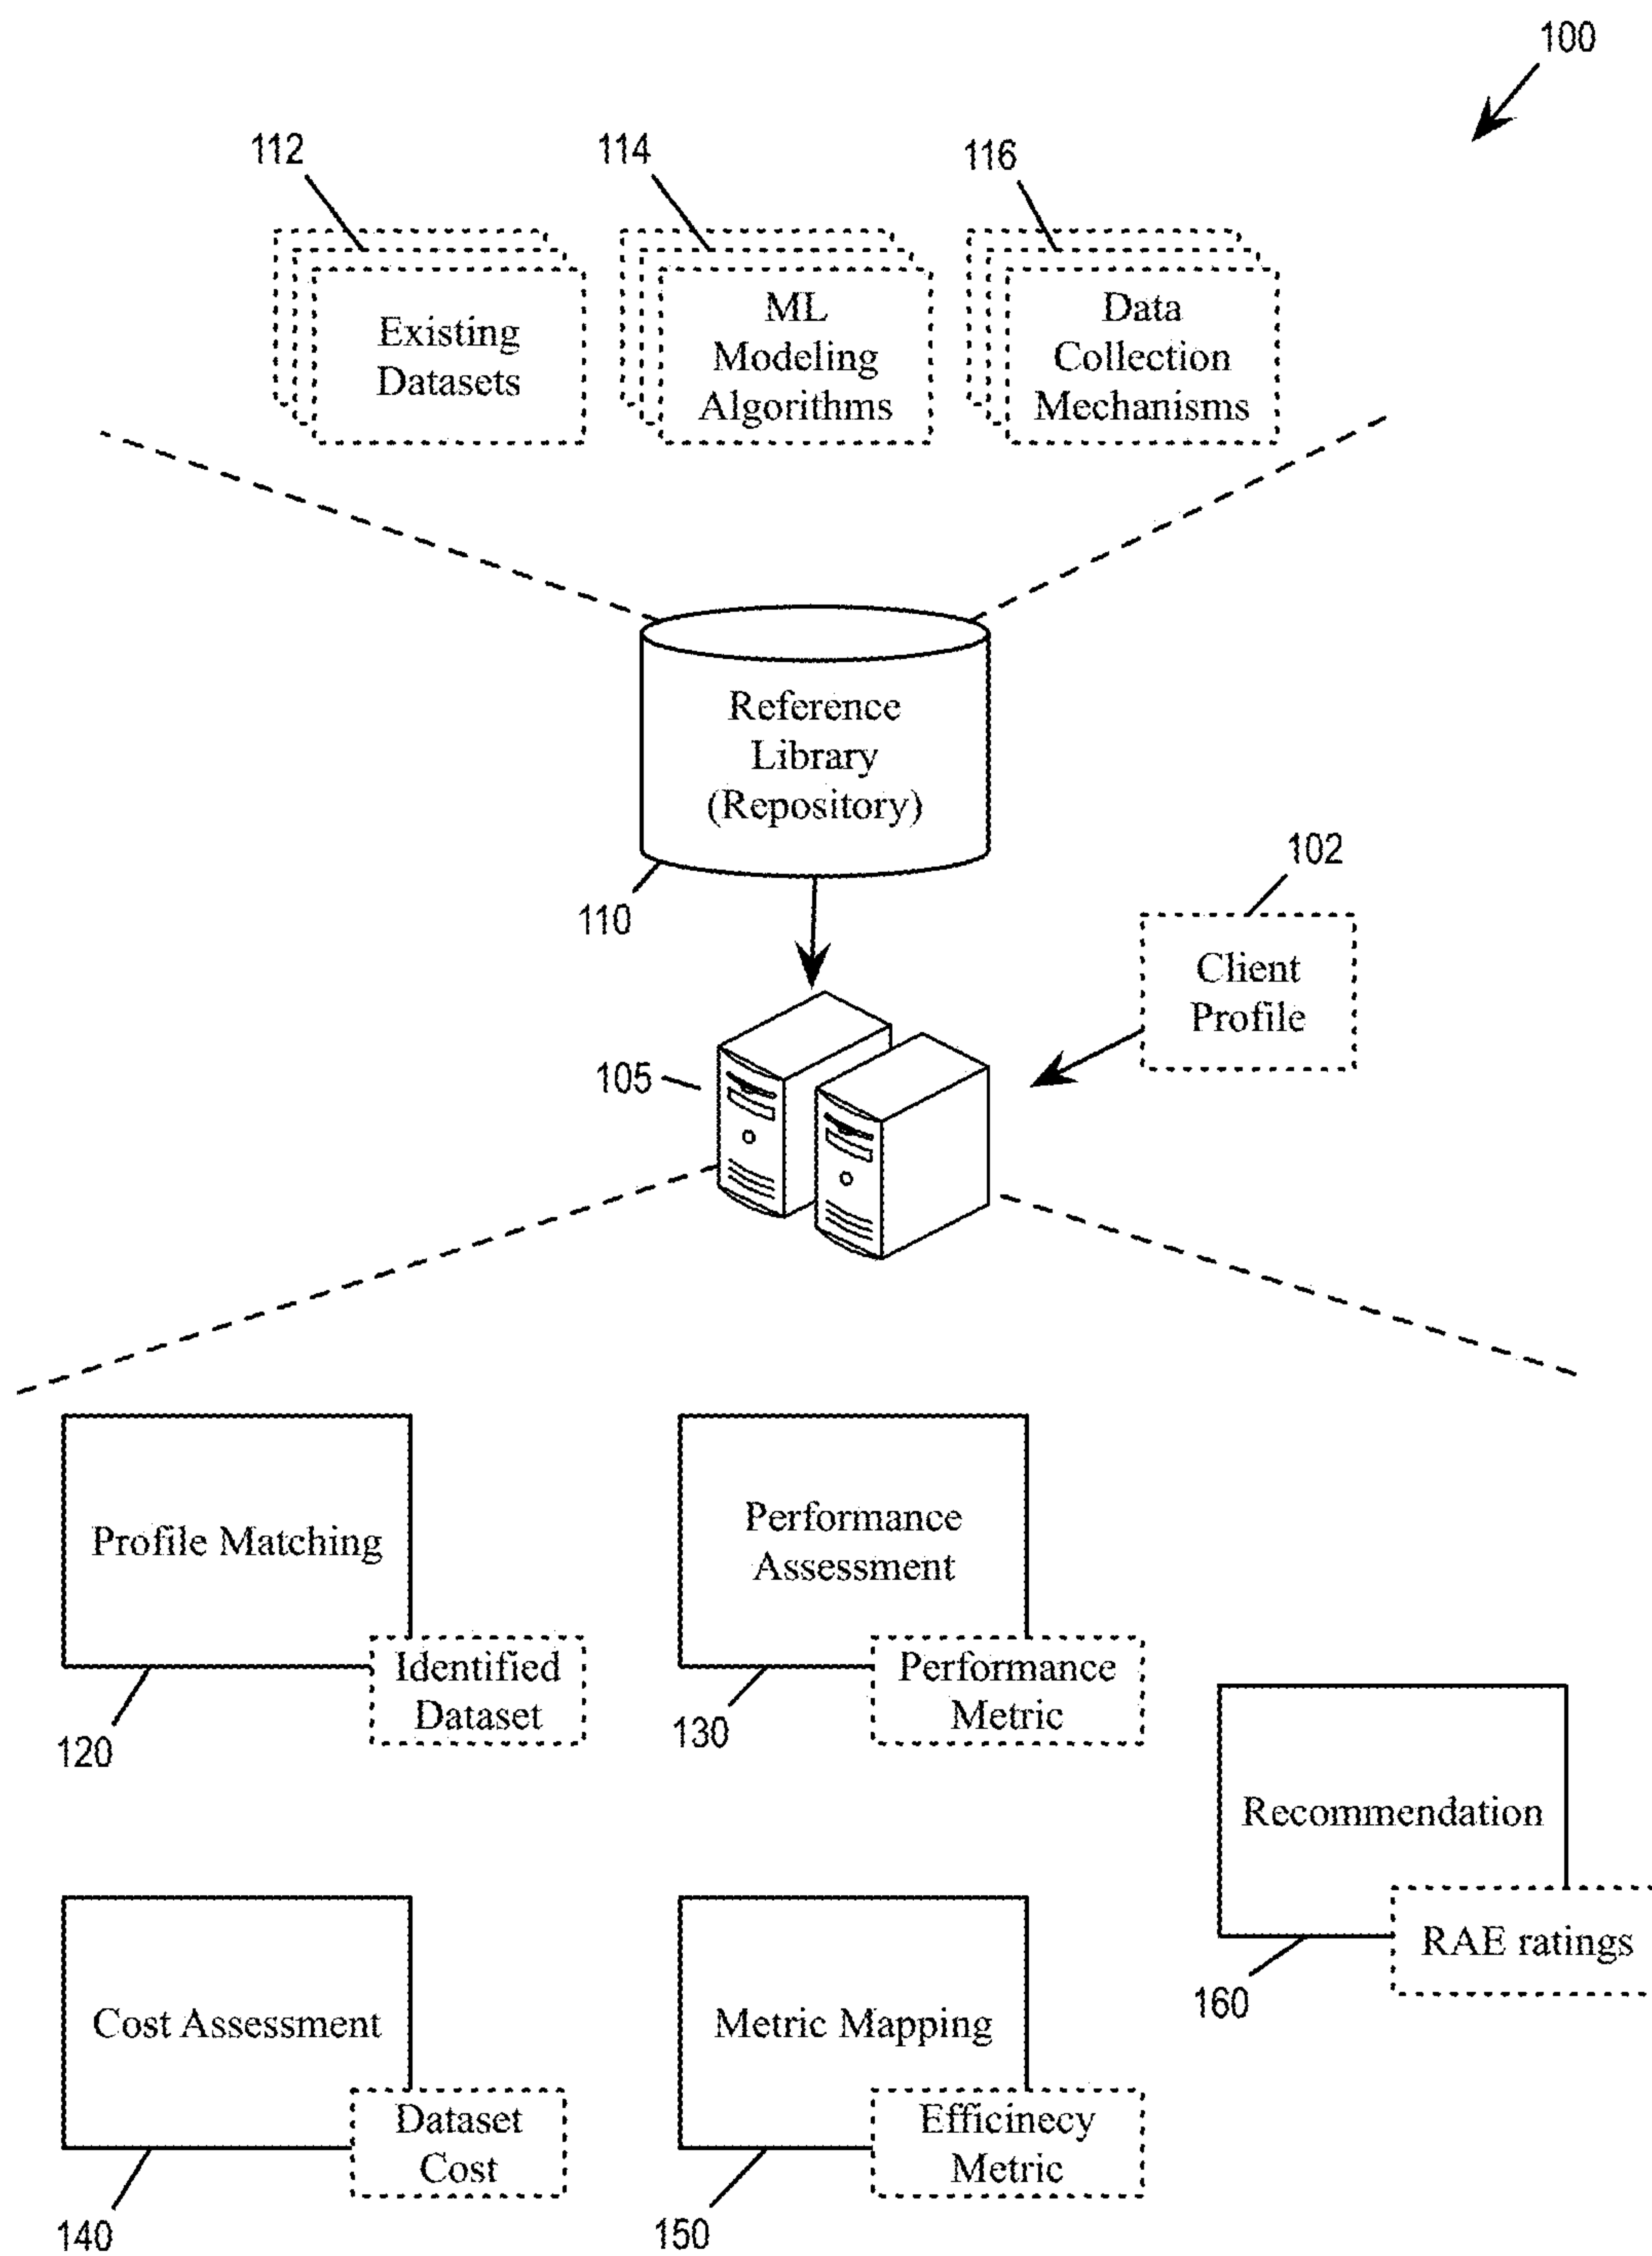 100
112
114
116
Existing
Datasets
ML
Modeling
Algorithms
Data
Collection
Mechanisms
Reference
Library
(Repository)
110
102
Client
Profile
105
Profile Matching
Identified
Dataset
120
Performance
Assessment
Performance
Metric
130
Recommendation
RAE ratings
160
Cost Assessment
Dataset
Cost
140
Metric Mapping
Efficinecy
Metric
150